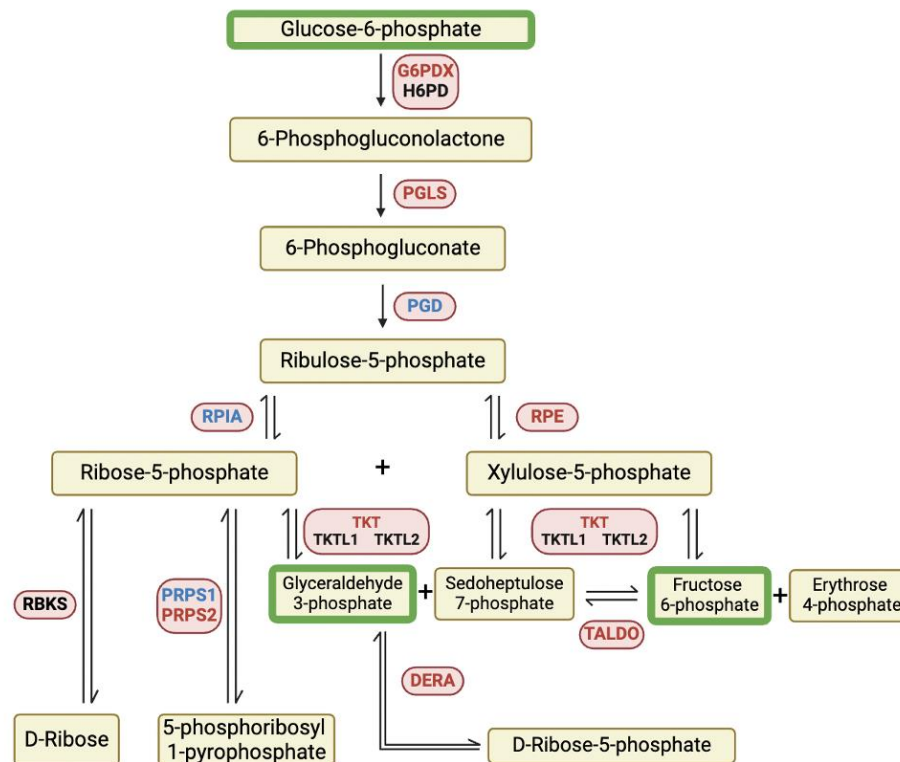 Glucose-6-phosphate
G6PDX
H6PD
6-Phosphogluconolactone
PGLS
6-Phosphogluconate
PGD
Ribulose-5-phosphate
RPIA
RPE
Ribose-5-phosphate
+
Xylulose-5-phosphate
TKT
TKTL1 TKTL2
TKT
TKTL1 TKTL2
Glyceraldehyde
3-phosphate
+
Sedoheptulose
7-phosphate
Fructose
6-phosphate
+
Erythrose
4-phosphate
RBKS
PRPS1
PRPS2
TALDO
DERA
D-Ribose
5-phosphoribosyl
1-pyrophosphate
D-Ribose-5-phosphate